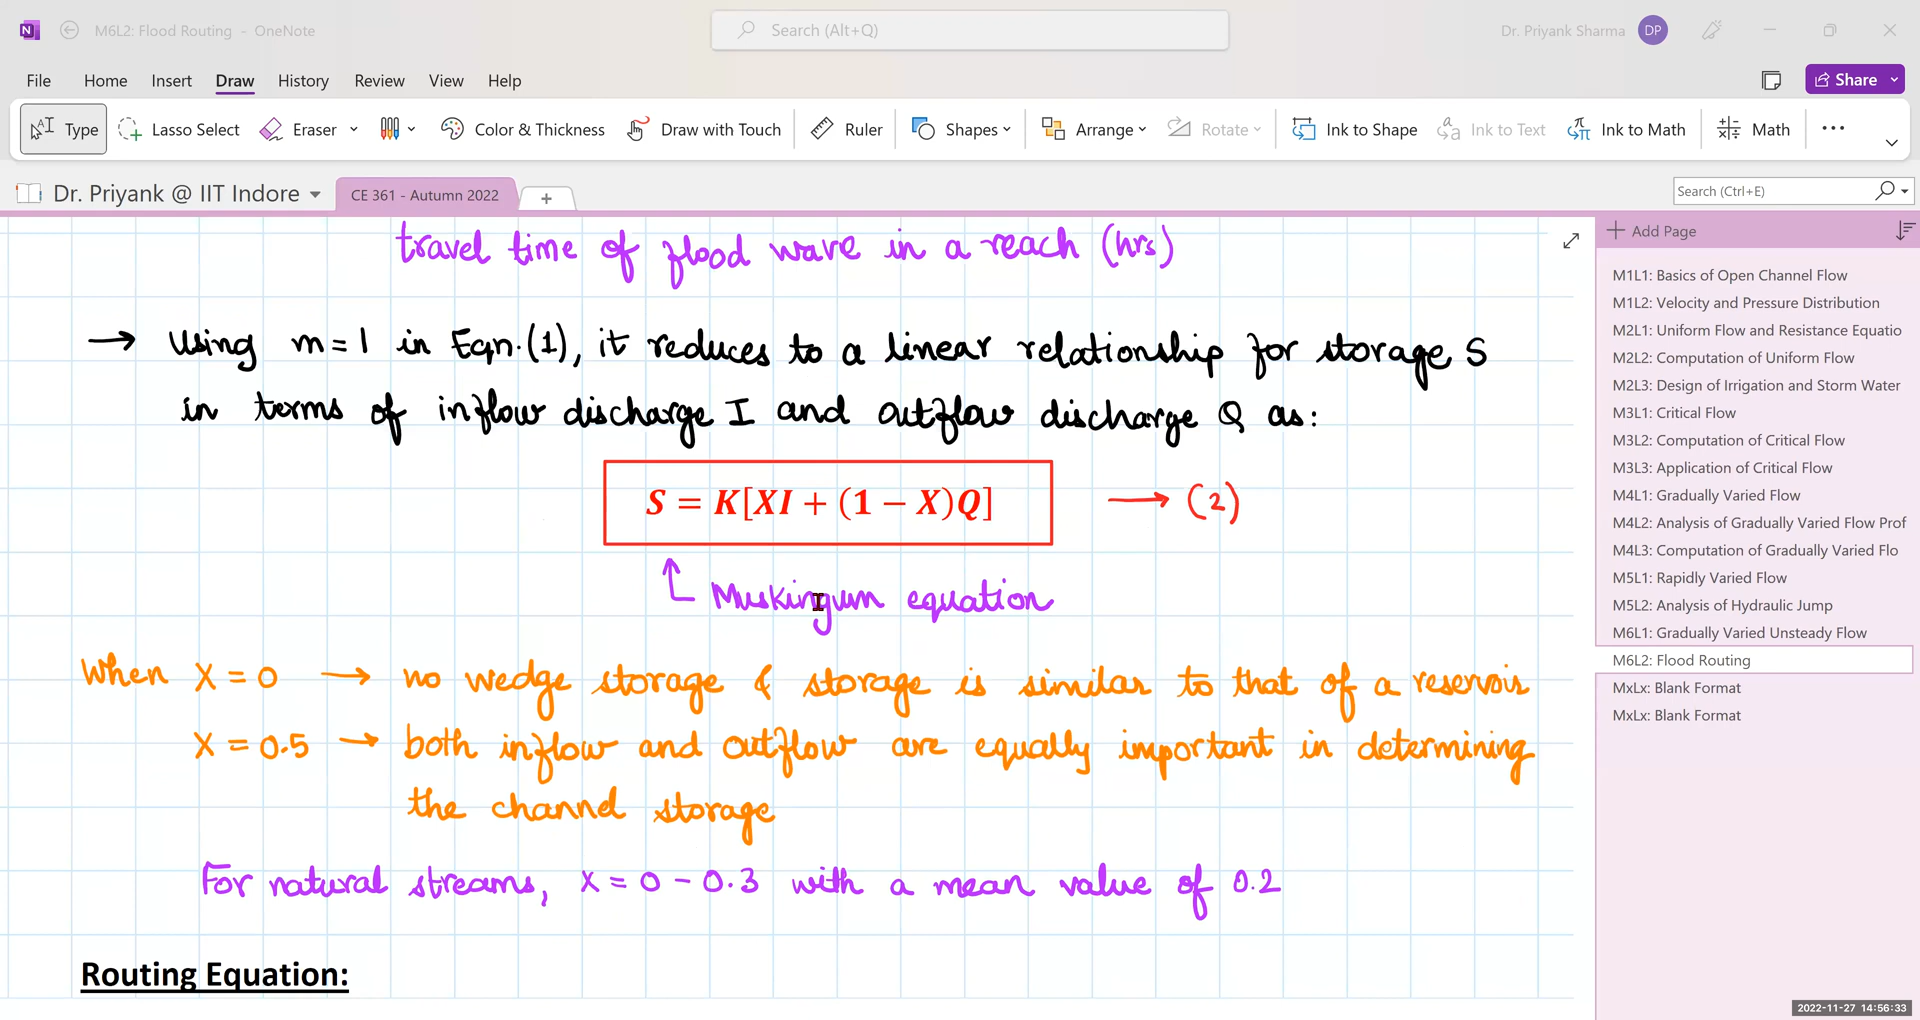 M6L2: Flood Routing - OneNote
Search (Alt+Q)
Dr. Priyank Sharma DP
File Home Insert Draw History Review View Help
Share
Type Lasso Select Eraser Color & Thickness Draw with Touch Ruler Shapes Arrange Rotate Ink to Shape Ink to Text Ink to Math Math ...
Dr. Priyank @ IIT Indore CE 361 - Autumn 2022 +
Search (Ctrl+E)
travel time of flood wave in a reach (hrs)
→ Using m=1 in Eqn.(1), it reduces to a linear relationship for storage S
in terms of inflow discharge I and outflow discharge Q as:
S = K[XI + (1 − X)Q] → (2)
Muskingum equation
When X = 0 → no wedge storage & storage is similar to that of a reservoir
X = 0.5 → both inflow and outflow are equally important in determining
the channel storage
For natural streams, X = 0 - 0.3 with a mean value of 0.2
Routing Equation:
Add Page
M1L1: Basics of Open Channel Flow
M1L2: Velocity and Pressure Distribution
M2L1: Uniform Flow and Resistance Equatio
M2L2: Computation of Uniform Flow
M2L3: Design of Irrigation and Storm Water
M3L1: Critical Flow
M3L2: Computation of Critical Flow
M3L3: Application of Critical Flow
M4L1: Gradually Varied Flow
M4L2: Analysis of Gradually Varied Flow Prof
M4L3: Computation of Gradually Varied Flo
M5L1: Rapidly Varied Flow
M5L2: Analysis of Hydraulic Jump
M6L1: Gradually Varied Unsteady Flow
M6L2: Flood Routing
MxLx: Blank Format
MxLx: Blank Format
2022-11-27 14:56:33